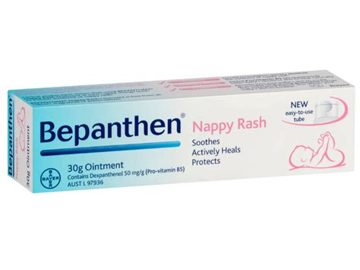 Bepanthen®
Nappy Rash
NEW
easy-to-use
tube
Soothes
Actively Heals
Protects
30g Ointment
Contains Dexpanthenol 50 mg/g (Pro-vitamin B5)
AUST L 97936
BAYER